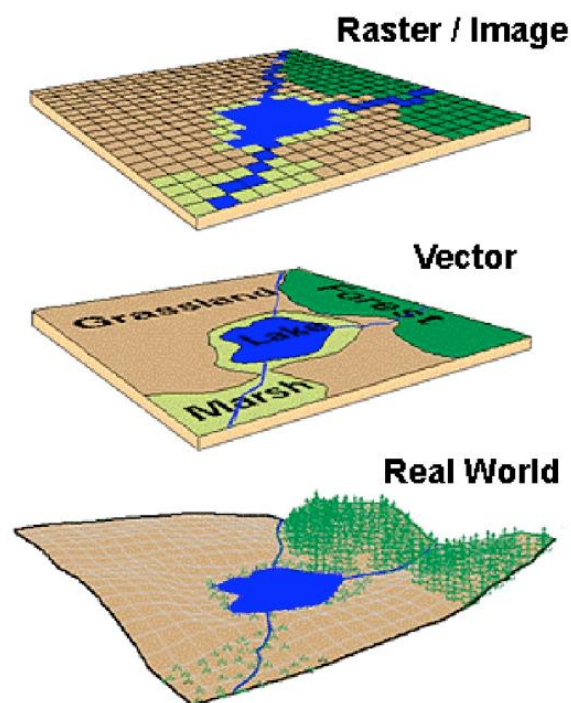 Raster / Image
Vector
Grassland
Forest
Lake
Marsh
Real World